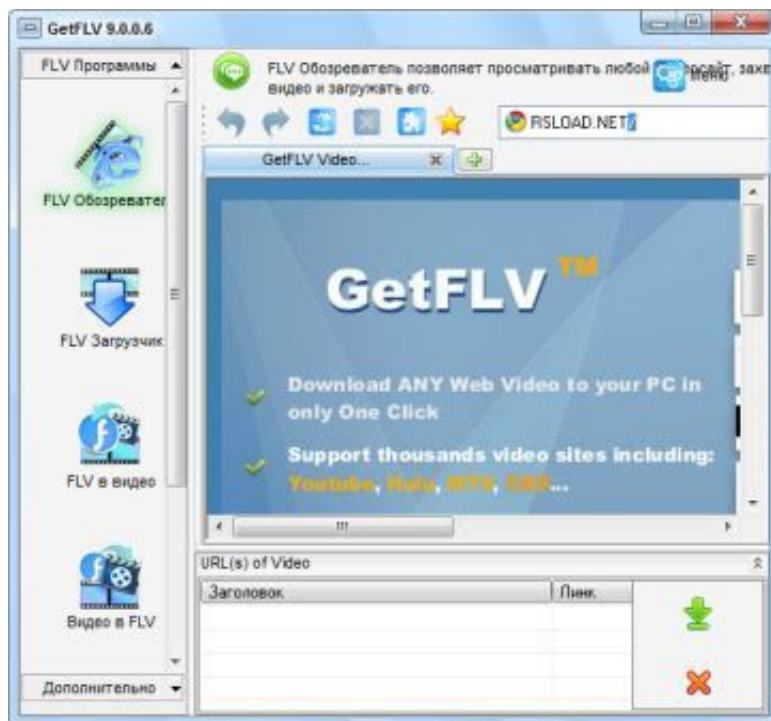 GetFLV 9.0.0.6
FLV Программы
FLV Обозревател
FLV Загрузчик
FLV в видео
Видео в FLV
Дополнительно
FLV Обозреватель позволяет просматривать любой
видео и загружать его.
Меню
RSLOAD.NET/
GetFLV Video...
GetFLV™
Download ANY Web Video to your PC in
only One Click
Support thousands video sites including:
Youtube, Hulu, MTV, CBS...
URL(s) of Video
Заголовок
Линк